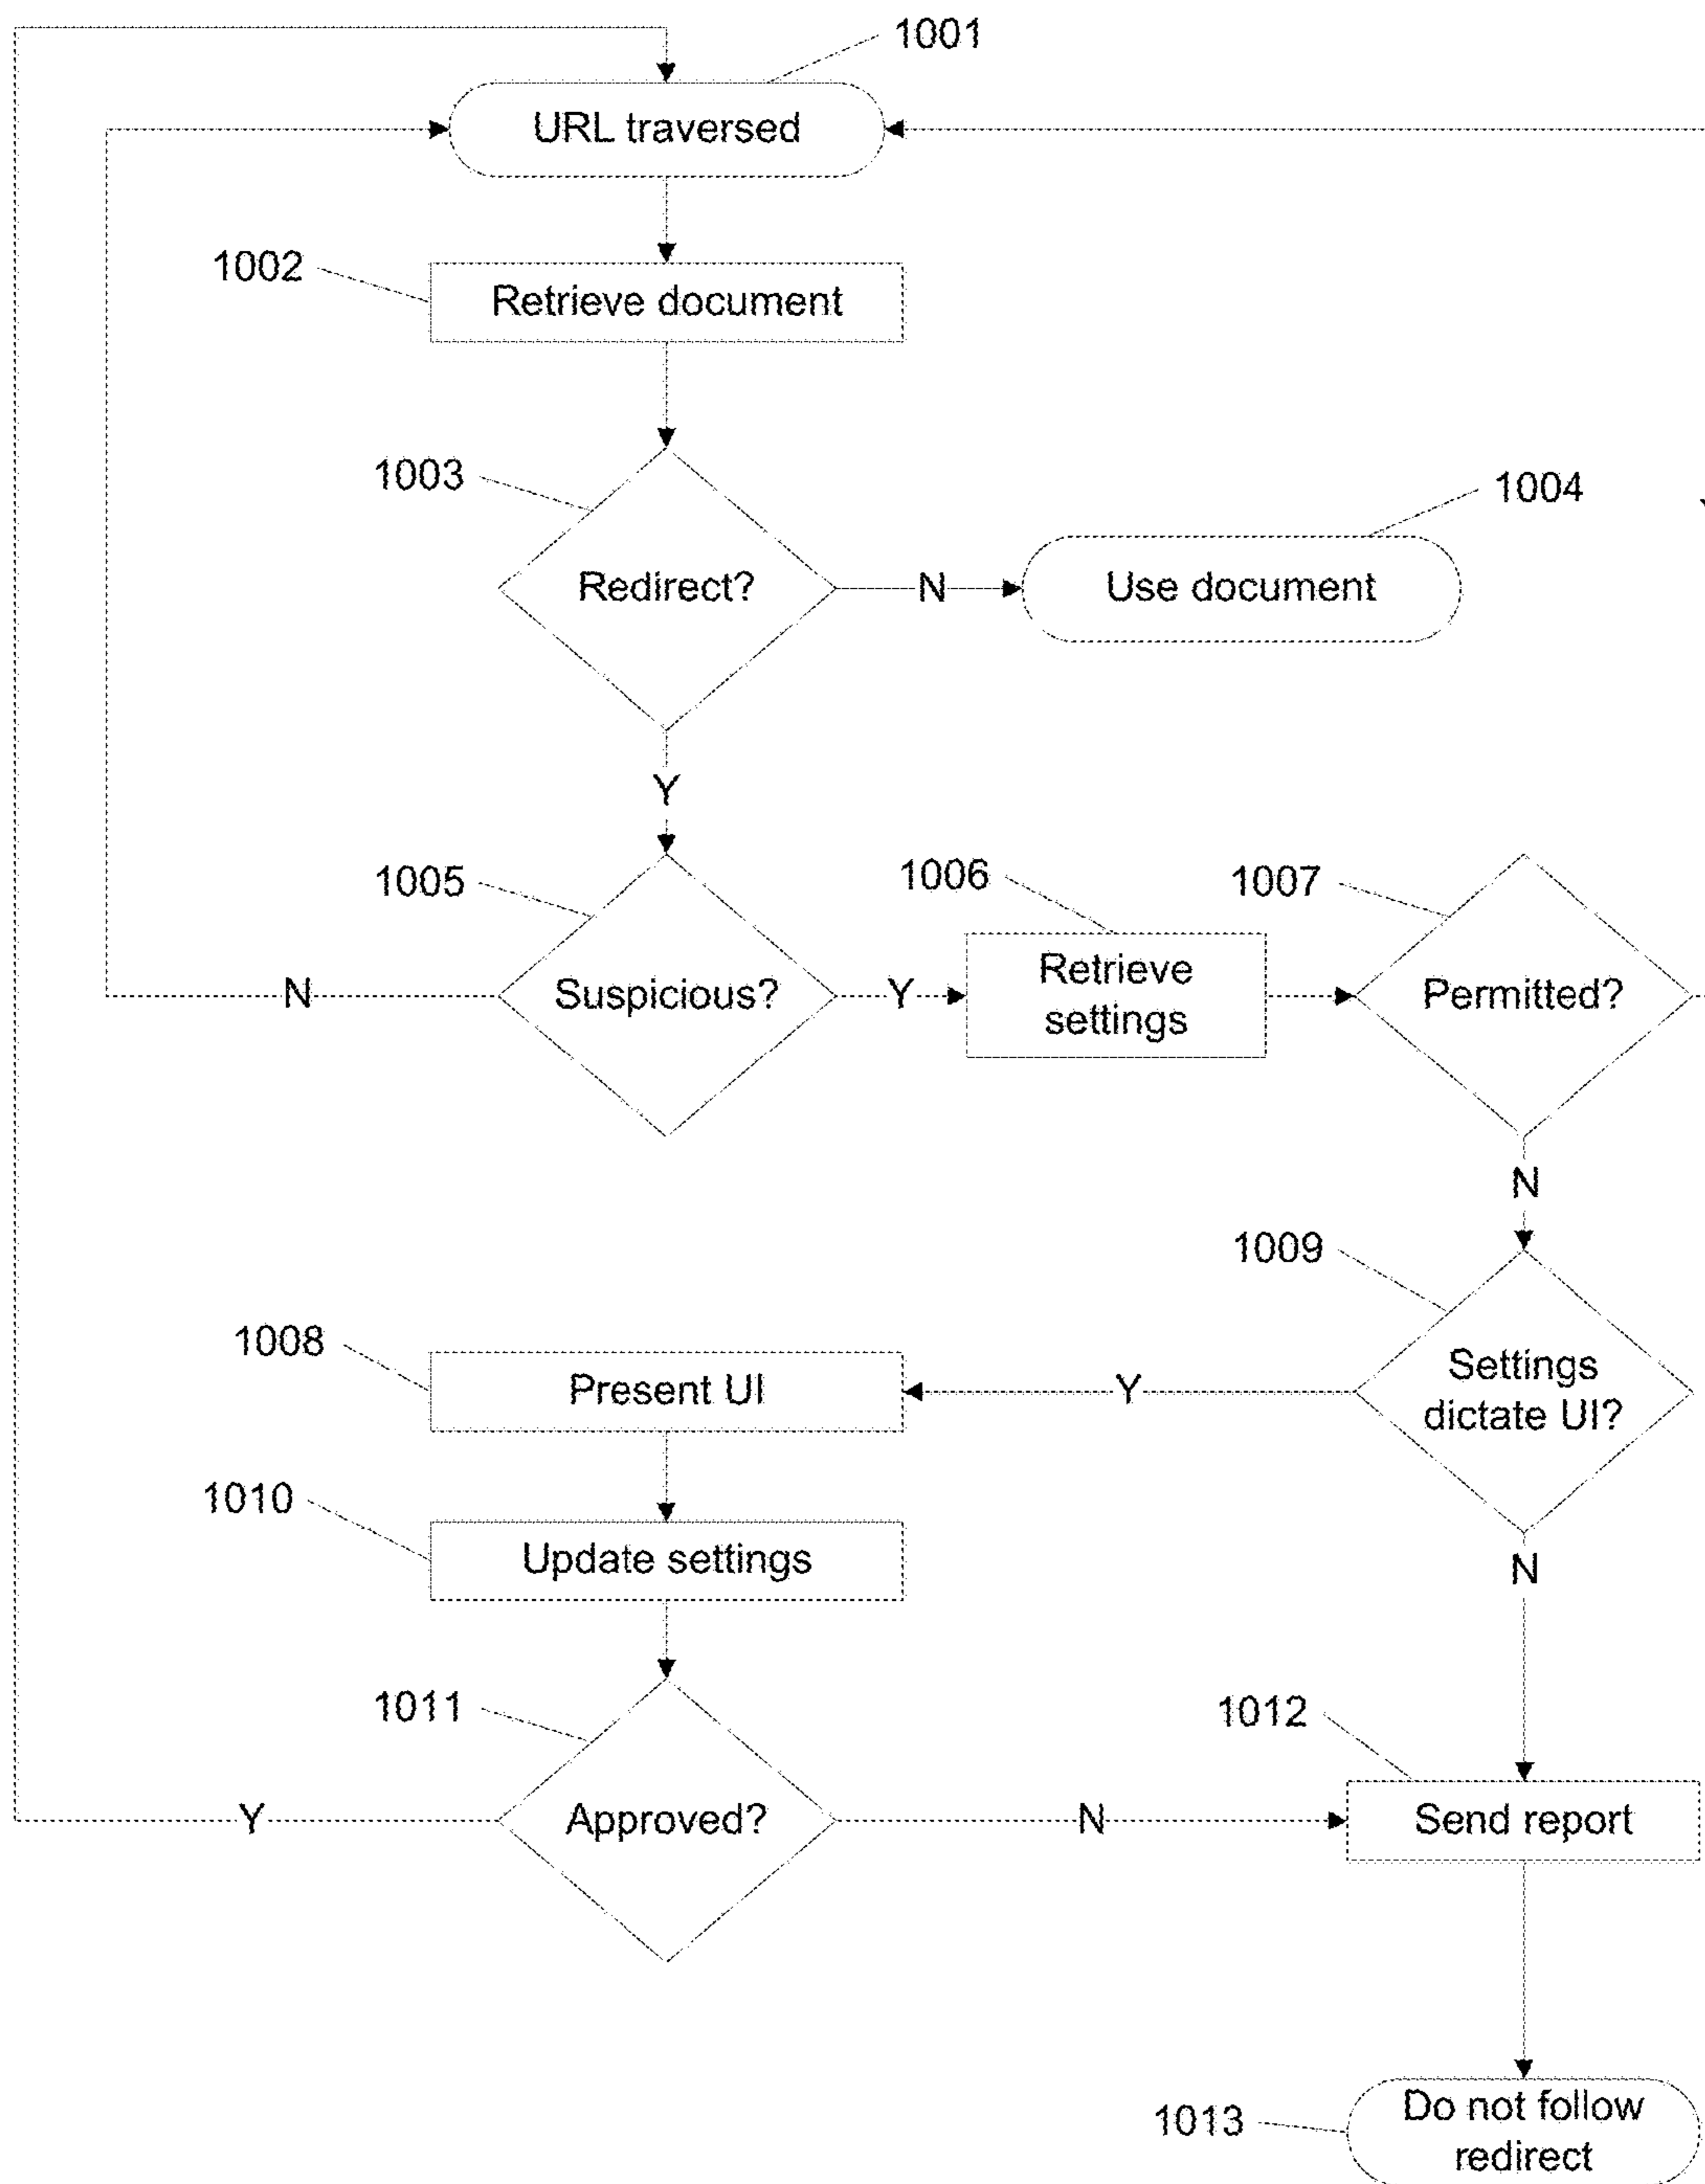 1001
URL traversed
1002
Retrieve document
1003
1004
Redirect?
N
Use document
Y
1005
1006
1007
N
Suspicious?
Y
Retrieve
settings
Permitted?
N
1009
1008
Present UI
Y
Settings
dictate UI?
1010
Update settings
N
1011
1012
Y
Approved?
N
Send report
1013
Do not follow
redirect